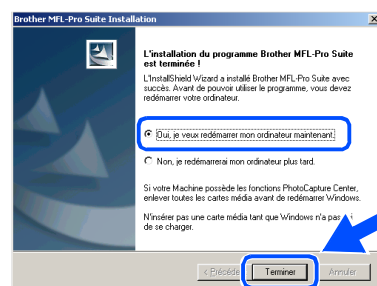 Brother MFL-Pro Suite Installation
L'installation du programme Brother MFL-Pro Suite
est terminée !
L'InstallShield Wizard a installé Brother MFL-Pro Suite avec
succès. Avant de pouvoir utiliser le programme, vous devez
redémarrer votre ordinateur.
Oui, je veux redémarrer mon ordinateur maintenant.
Non, je redémarrerai mon ordinateur plus tard.
Si votre Machine possède les fonctions PhotoCapture Center,
enlever toutes les cartes média avant de redémarrer Windows.
N'insérer pas une carte média tant que Windows n'a
de se charger.
Terminer
Annuler